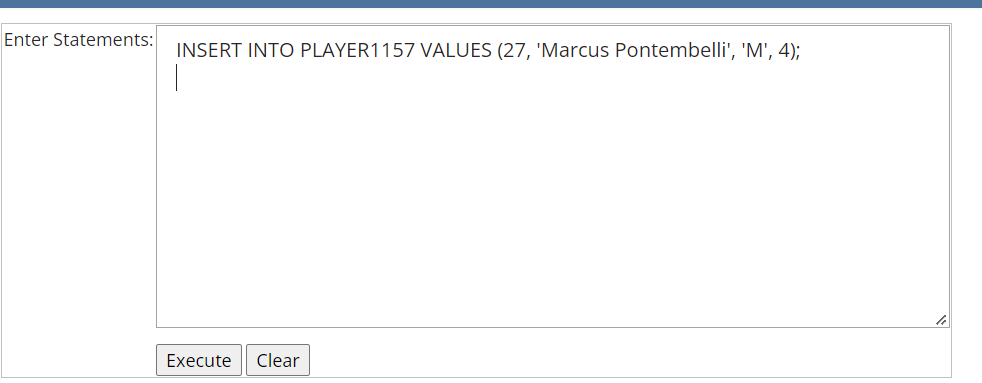 Enter Statements:
INSERT INTO PLAYER1157 VALUES (27, 'Marcus Pontembelli', 'M', 4);
Execute
Clear